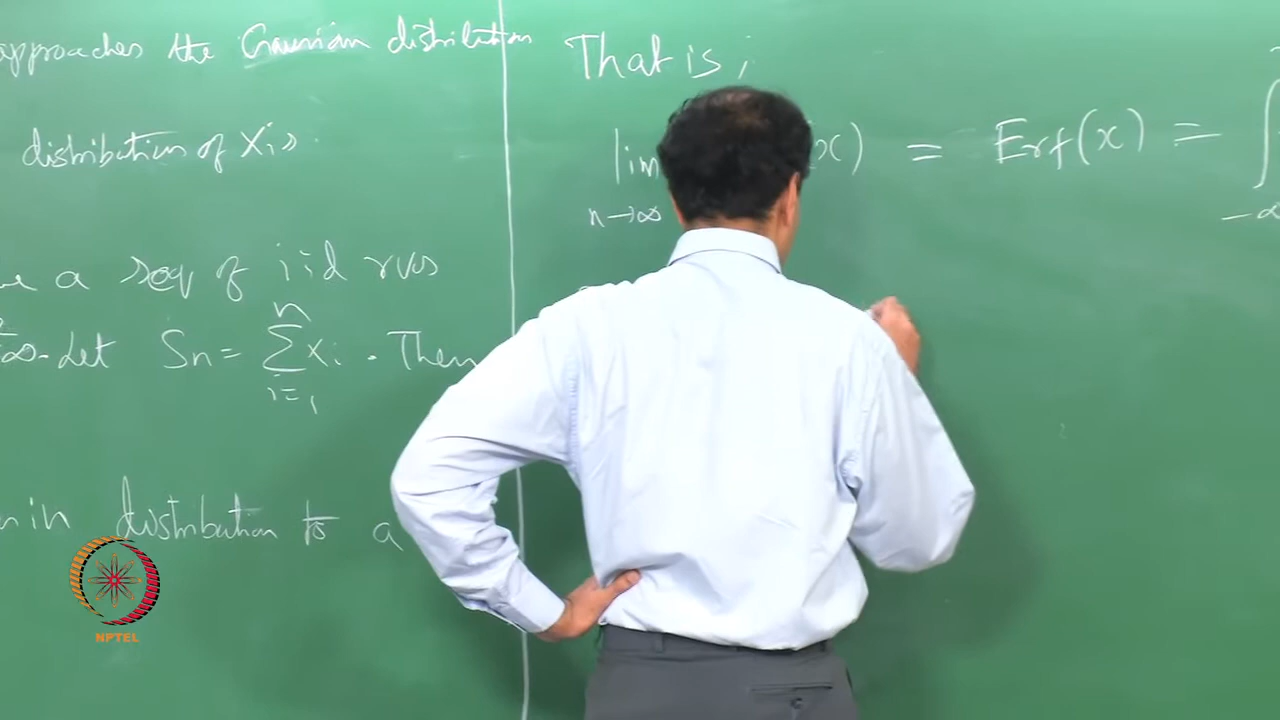 approaches the Gaussian distribution
distribution of Xis.
a seq of iid rvs
∞. Let Sn = n Σ i=1 Xi . Then
in distribution to a
That is,
lim n→∞ x) = Erf(x) = ∫ -∞
NPTEL